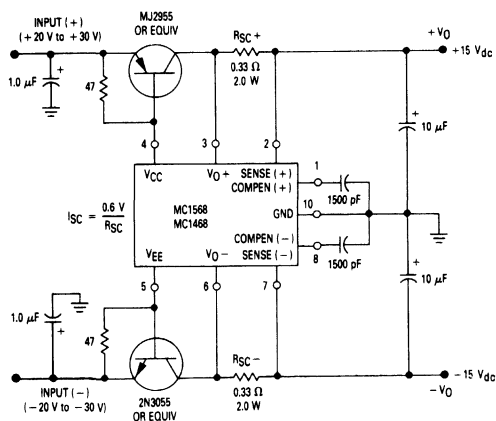 INPUT (+)
(+20 V to +30 V)
MJ2955
OR EQUIV
RSC+
0.33 Ω
2.0 W
+VO
+15 Vdc
1.0 μF
+
47
+
10 μF
4
3
2
VCC
VO+
SENSE (+)
COMPEN (+)
1
1500 pF
ISC = 0.6 V
RSC
MC1568
MC1468
GND
10
COMPEN (−)
SENSE (−)
8
1500 pF
VEE
VO−
5
6
7
+
10 μF
1.0 μF
+
47
RSC−
0.33 Ω
2.0 W
INPUT (−)
(−20 V to −30 V)
2N3055
OR EQUIV
−15 Vdc
−VO